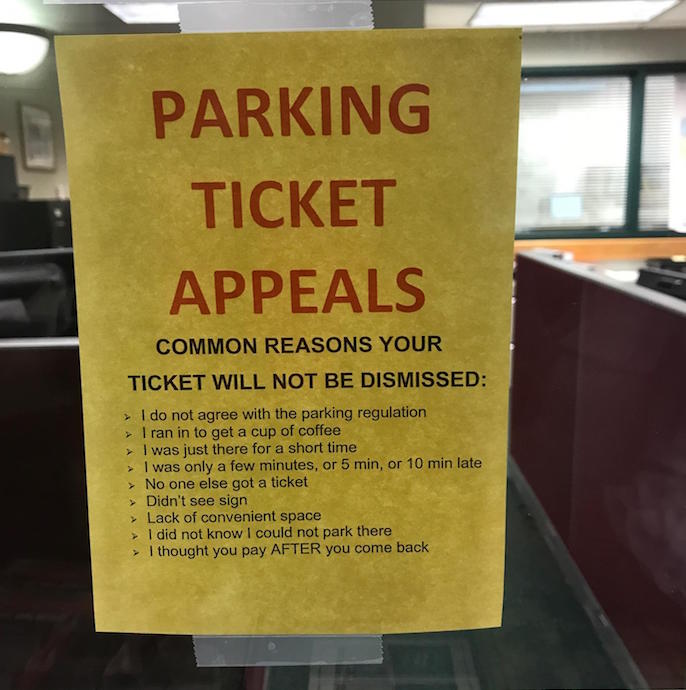 PARKING
TICKET
APPEALS
COMMON REASONS YOUR
TICKET WILL NOT BE DISMISSED:
➢ I do not agree with the parking regulation
➢ I ran in to get a cup of coffee
➢ I was just there for a short time
➢ I was only a few minutes, or 5 min, or 10 min late
➢ No one else got a ticket
➢ Didn't see sign
➢ Lack of convenient space
➢ I did not know I could not park there
➢ I thought you pay AFTER you come back